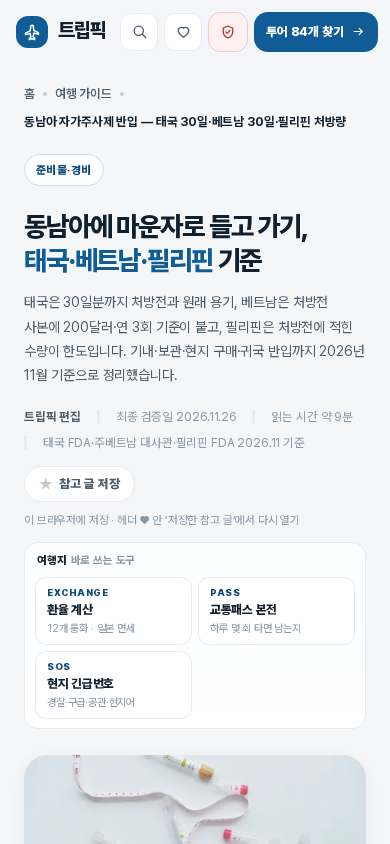 트립픽
투어 84개 찾기 →
홈 • 여행 가이드 •
동남아 자가주사제 반입 — 태국 30일·베트남 30일·필리핀 처방량
준비물·경비
동남아에 마운자로 들고 가기,
태국·베트남·필리핀 기준
태국은 30일분까지 처방전과 원래 용기, 베트남은 처방전
사본에 200달러·연 3회 기준이 붙고, 필리핀은 처방전에 적힌
수량이 한도입니다. 기내·보관·현지 구매·귀국 반입까지 2026년
11월 기준으로 정리했습니다.
트립픽 편집 | 최종 검증일 2026.11.26 | 읽는 시간 약 9분
| 태국 FDA·주베트남 대사관·필리핀 FDA 2026.11 기준
★ 참고 글 저장
이 브라우저에 저장 · 헤더 ♥ 안 ‘저장한 참고 글’에서 다시 열기
여행지 바로 쓰는 도구
EXCHANGE
환율 계산
12개 통화 · 일본 면세
PASS
교통패스 본전
하루 몇 회 타면 남는지
SOS
현지 긴급번호
경찰·구급·공관·현지어